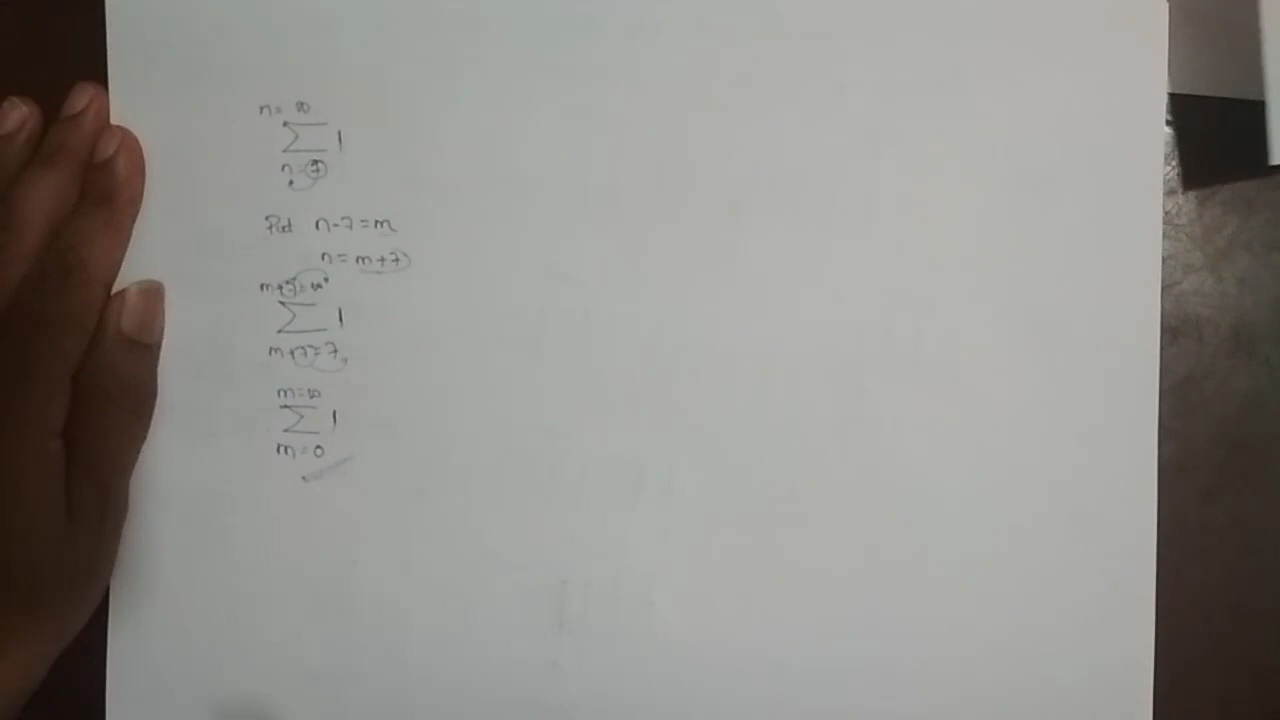 n= ∞
∑ 1
n=7
Put n-7=m
n=m+7
m+7=∞
∑ 1
m+7=7
m=∞
∑ 1
m=0